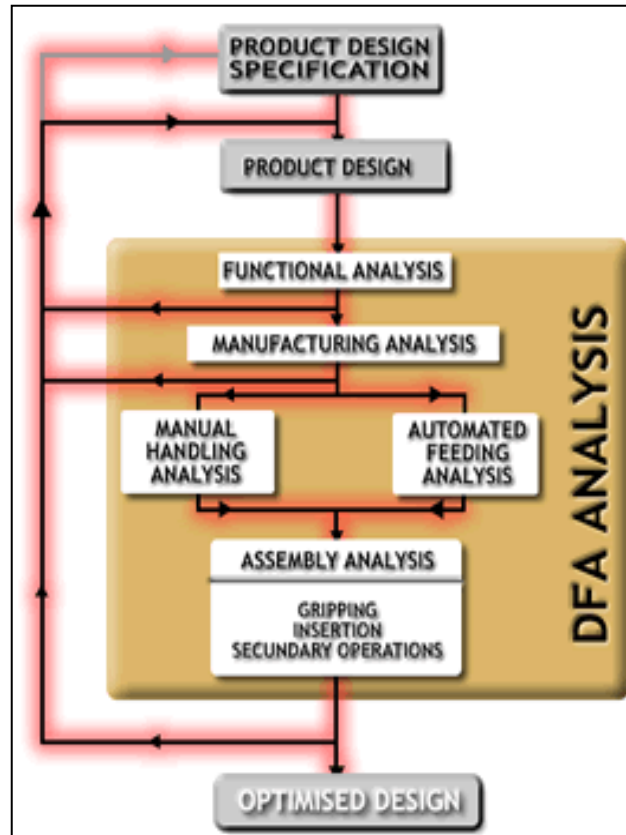 PRODUCT DESIGN
SPECIFICATION
PRODUCT DESIGN
FUNCTIONAL ANALYSIS
MANUFACTURING ANALYSIS
MANUAL
HANDLING
ANALYSIS
AUTOMATED
FEEDING
ANALYSIS
ASSEMBLY ANALYSIS
GRIPPING
INSERTION
SECUNDARY OPERATIONS
DFA ANALYSIS
OPTIMISED DESIGN